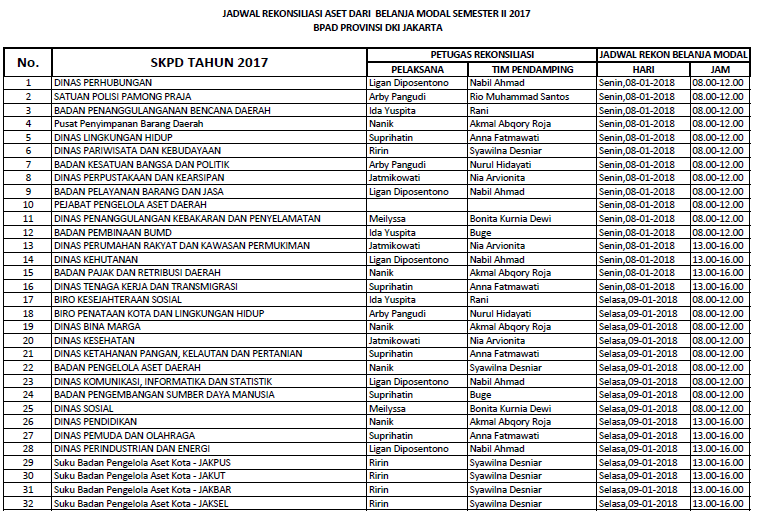 JADWAL REKONSILIASI ASET DARI BELANJA MODAL SEMESTER II 2017
BPAD PROVINSI DKI JAKARTA
No. SKPD TAHUN 2017 PETUGAS REKONSILIASI JADWAL REKON BELANJA MODAL
PELAKSANA TIM PENDAMPING HARI JAM
1 DINAS PERHUBUNGAN Ligan Diposentono Nabil Ahmad Senin,08-01-2018 08.00-12.00
2 SATUAN POLISI PAMONG PRAJA Arby Pangudi Rio Muhammad Santos Senin,08-01-2018 08.00-12.00
3 BADAN PENANGGULANGANAN BENCANA DAERAH Ida Yuspita Rani Senin,08-01-2018 08.00-12.00
4 Pusat Penyimpanan Barang Daerah Nanik Akmal Abqory Roja Senin,08-01-2018 08.00-12.00
5 DINAS LINGKUNGAN HIDUP Suprihatin Anna Fatmawati Senin,08-01-2018 08.00-12.00
6 DINAS PARIWISATA DAN KEBUDAYAAN Ririn Syawilna Desniar Senin,08-01-2018 08.00-12.00
7 BADAN KESATUAN BANGSA DAN POLITIK Arby Pangudi Nurul Hidayati Senin,08-01-2018 08.00-12.00
8 DINAS PERPUSTAKAAN DAN KEARSIPAN Jatmikowati Nia Arvionita Senin,08-01-2018 08.00-12.00
9 BADAN PELAYANAN BARANG DAN JASA Ligan Diposentono Nabil Ahmad Senin,08-01-2018 08.00-12.00
10 PEJABAT PENGELOLA ASET DAERAH Senin,08-01-2018 08.00-12.00
11 DINAS PENANGGULANGAN KEBAKARAN DAN PENYELAMATAN Meilyssa Bonita Kurnia Dewi Senin,08-01-2018 08.00-12.00
12 BADAN PEMBINAAN BUMD Ida Yuspita Buge Senin,08-01-2018 08.00-12.00
13 DINAS PERUMAHAN RAKYAT DAN KAWASAN PERMUKIMAN Jatmikowati Nia Arvionita Senin,08-01-2018 13.00-16.00
14 DINAS KEHUTANAN Ligan Diposentono Nabil Ahmad Senin,08-01-2018 13.00-16.00
15 BADAN PAJAK DAN RETRIBUSI DAERAH Nanik Akmal Abqory Roja Senin,08-01-2018 13.00-16.00
16 DINAS TENAGA KERJA DAN TRANSMIGRASI Suprihatin Anna Fatmawati Senin,08-01-2018 13.00-16.00
17 BIRO KESEJAHTERAAN SOSIAL Ida Yuspita Rani Selasa,09-01-2018 08.00-12.00
18 BIRO PENATAAN KOTA DAN LINGKUNGAN HIDUP Arby Pangudi Nurul Hidayati Selasa,09-01-2018 08.00-12.00
19 DINAS BINA MARGA Nanik Akmal Abqory Roja Selasa,09-01-2018 08.00-12.00
20 DINAS KESEHATAN Jatmikowati Nia Arvionita Selasa,09-01-2018 08.00-12.00
21 DINAS KETAHANAN PANGAN, KELAUTAN DAN PERTANIAN Suprihatin Anna Fatmawati Selasa,09-01-2018 08.00-12.00
22 BADAN PENGELOLA ASET DAERAH Nanik Syawilna Desniar Selasa,09-01-2018 08.00-12.00
23 DINAS KOMUNIKASI, INFORMATIKA DAN STATISTIK Ligan Diposentono Nabil Ahmad Selasa,09-01-2018 08.00-12.00
24 BADAN PENGEMBANGAN SUMBER DAYA MANUSIA Suprihatin Buge Selasa,09-01-2018 08.00-12.00
25 DINAS SOSIAL Meilyssa Bonita Kurnia Dewi Selasa,09-01-2018 08.00-12.00
26 DINAS PENDIDIKAN Nanik Akmal Abqory Roja Selasa,09-01-2018 13.00-16.00
27 DINAS PEMUDA DAN OLAHRAGA Suprihatin Anna Fatmawati Selasa,09-01-2018 13.00-16.00
28 DINAS PERINDUSTRIAN DAN ENERGI Ligan Diposentono Nabil Ahmad Selasa,09-01-2018 13.00-16.00
29 Suku Badan Pengelola Aset Kota - JAKPUS Ririn Syawilna Desniar Selasa,09-01-2018 13.00-16.00
30 Suku Badan Pengelola Aset Kota - JAKUT Ririn Syawilna Desniar Selasa,09-01-2018 13.00-16.00
31 Suku Badan Pengelola Aset Kota - JAKBAR Ririn Syawilna Desniar Selasa,09-01-2018 13.00-16.00
32 Suku Badan Pengelola Aset Kota - JAKSEL Ririn Syawilna Desniar Selasa,09-01-2018 13.00-16.00